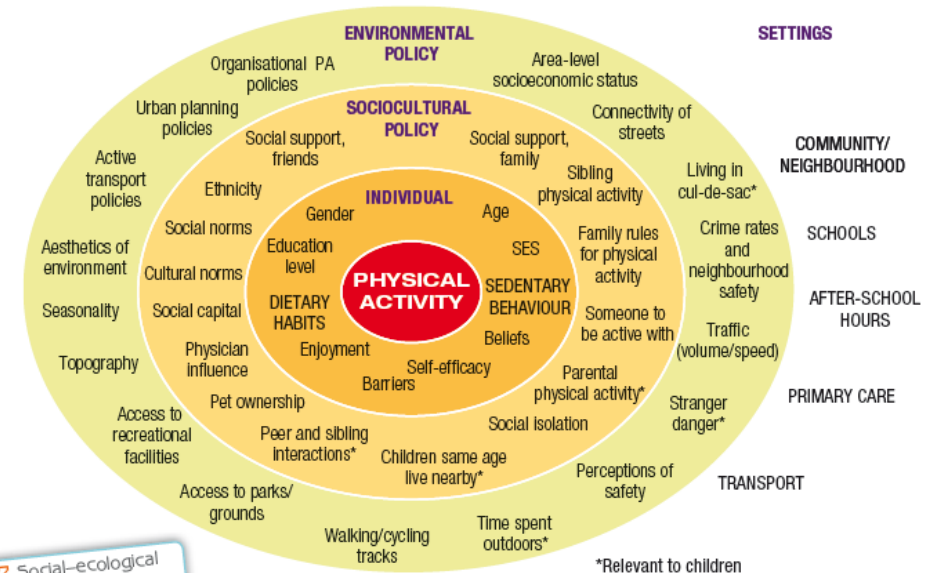 ENVIRONMENTAL
POLICY
Organisational PA
policies
Area-level
socioeconomic status
Urban planning
policies
Connectivity of
streets
Active
transport
policies
Living in
cul-de-sac*
Aesthetics of
environment
Crime rates
and
neighbourhood
safety
Seasonality
Traffic
(volume/speed)
Topography
Stranger
danger*
Access to
recreational
facilities
Perceptions of
safety
Access to parks/
grounds
Time spent
outdoors*
Walking/cycling
tracks
SOCIOCULTURAL
POLICY
Social support,
friends
Social support,
family
Ethnicity
Sibling
physical activity
Social norms
Family rules
for physical
activity
Cultural norms
Social capital
Someone to
be active with
Physician
influence
Parental
physical activity*
Pet ownership
Social isolation
Peer and sibling
interactions*
Children same age
live nearby*
INDIVIDUAL
Gender
Age
Education
level
SES
DIETARY
HABITS
SEDENTARY
BEHAVIOUR
Enjoyment
Beliefs
Self-efficacy
Barriers
PHYSICAL
ACTIVITY
SETTINGS
COMMUNITY/
NEIGHBOURHOOD
SCHOOLS
AFTER-SCHOOL
HOURS
PRIMARY CARE
TRANSPORT
*Relevant to children
7 Social–ecological